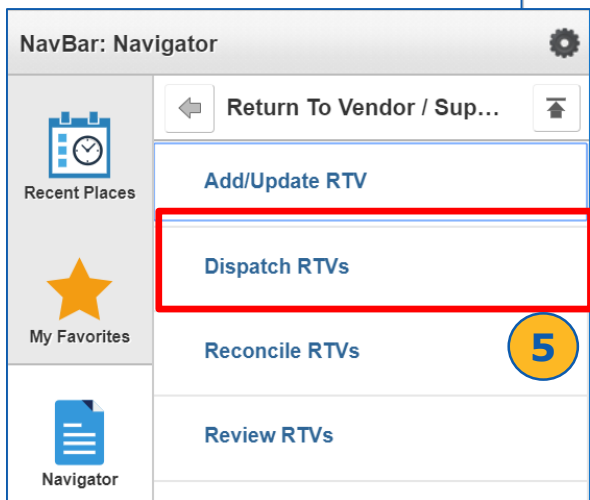 NavBar: Navigator
Return To Vendor / Sup...
Recent Places
Add/Update RTV
Dispatch RTVs
My Favorites
Reconcile RTVs
5
Navigator
Review RTVs